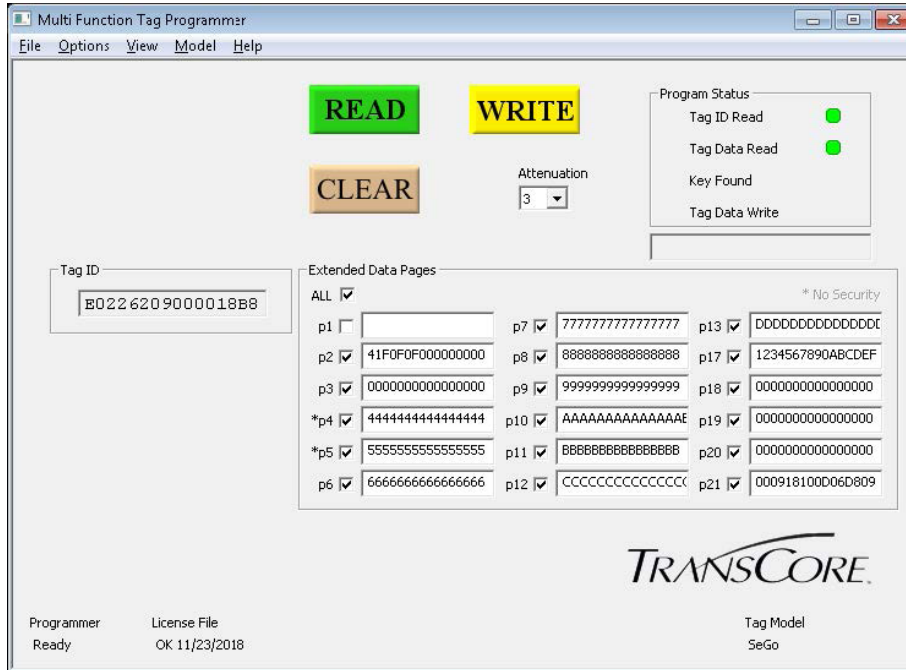 Multi Function Tag Programmer
File Options View Model Help
READ
WRITE
CLEAR
Attenuation
3
Program Status
Tag ID Read
Tag Data Read
Key Found
Tag Data Write
Tag ID
E0226209000018B8
Extended Data Pages
ALL
* No Security
p1
p7 7777777777777777
p13 DDDDDDDDDDDDDDD
p2 41F0F0F000000000
p8 8888888888888888
p17 1234567890ABCDEF
p3 0000000000000000
p9 9999999999999999
p18 0000000000000000
*p4 4444444444444444
p10 AAAAAAAAAAAAAAAE
p19 0000000000000000
*p5 5555555555555555
p11 BBBBBBBBBBBBBBBB
p20 0000000000000000
p6 6666666666666666
p12 CCCCCCCCCCCCCCC
p21 000918100D06D809
TRANSCORE.
Programmer
License File
Tag Model
Ready
OK 11/23/2018
SeGo